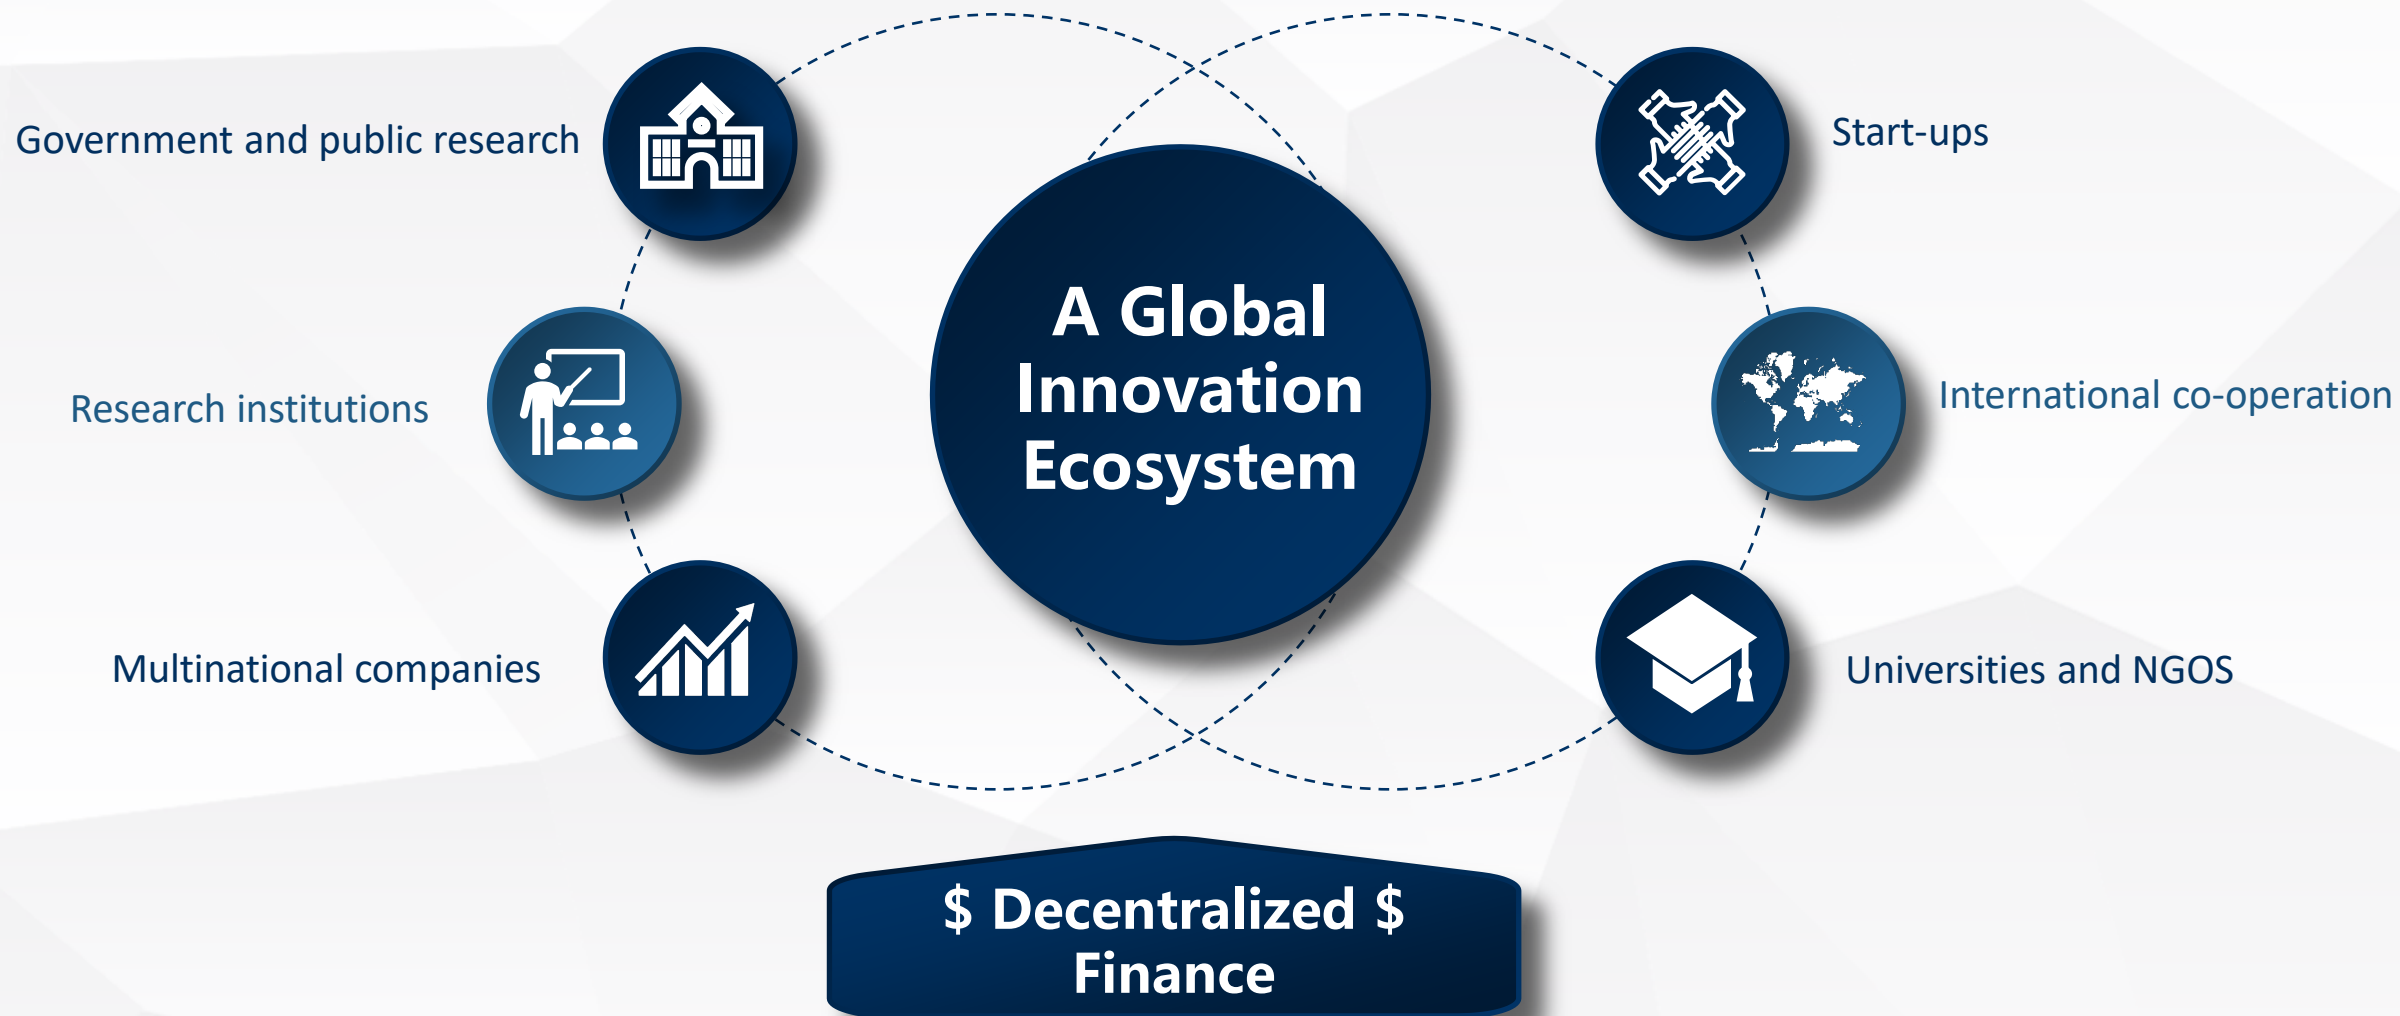 Government and public research
Start-ups
A Global
Innovation
Ecosystem
Research institutions
International co-operation
Multinational companies
Universities and NGOS
$ Decentralized $
Finance